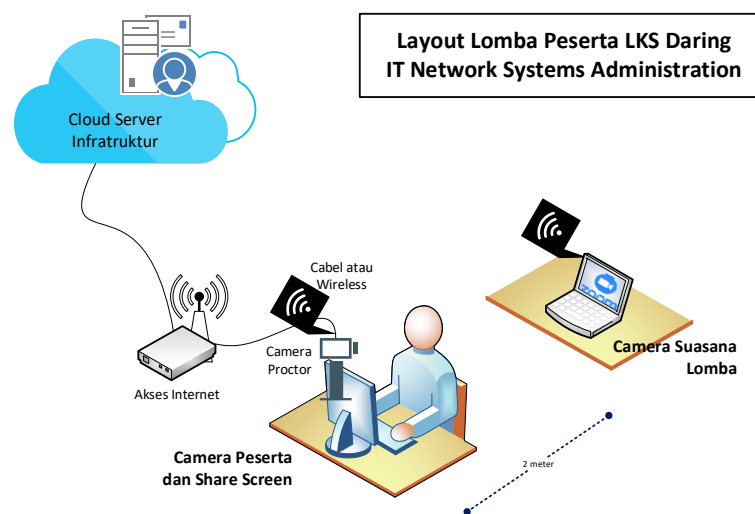 Layout Lomba Peserta LKS Daring
IT Network Systems Administration
Cloud Server
Infratruktur
Cabel atau
Wireless
Camera
Proctor
Akses Internet
zoom
Camera Suasana
Lomba
Camera Peserta
dan Share Screen
2 meter